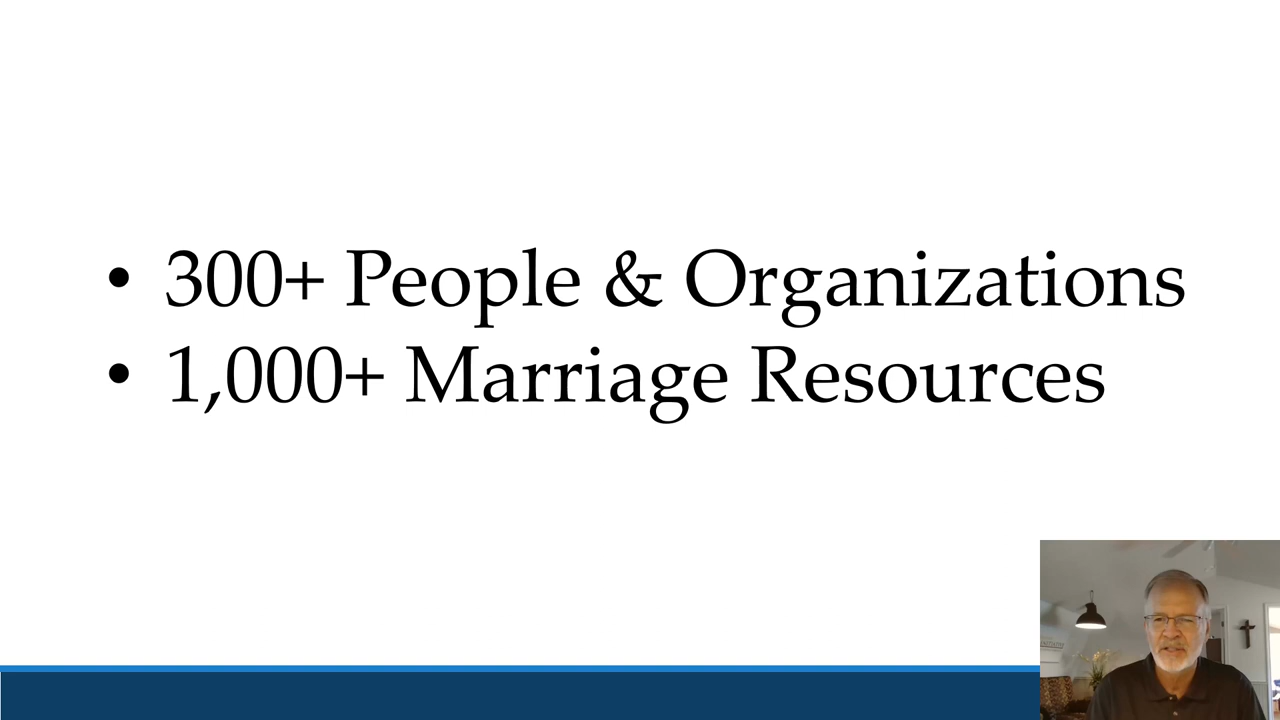 • 300+ People & Organizations
• 1,000+ Marriage Resources